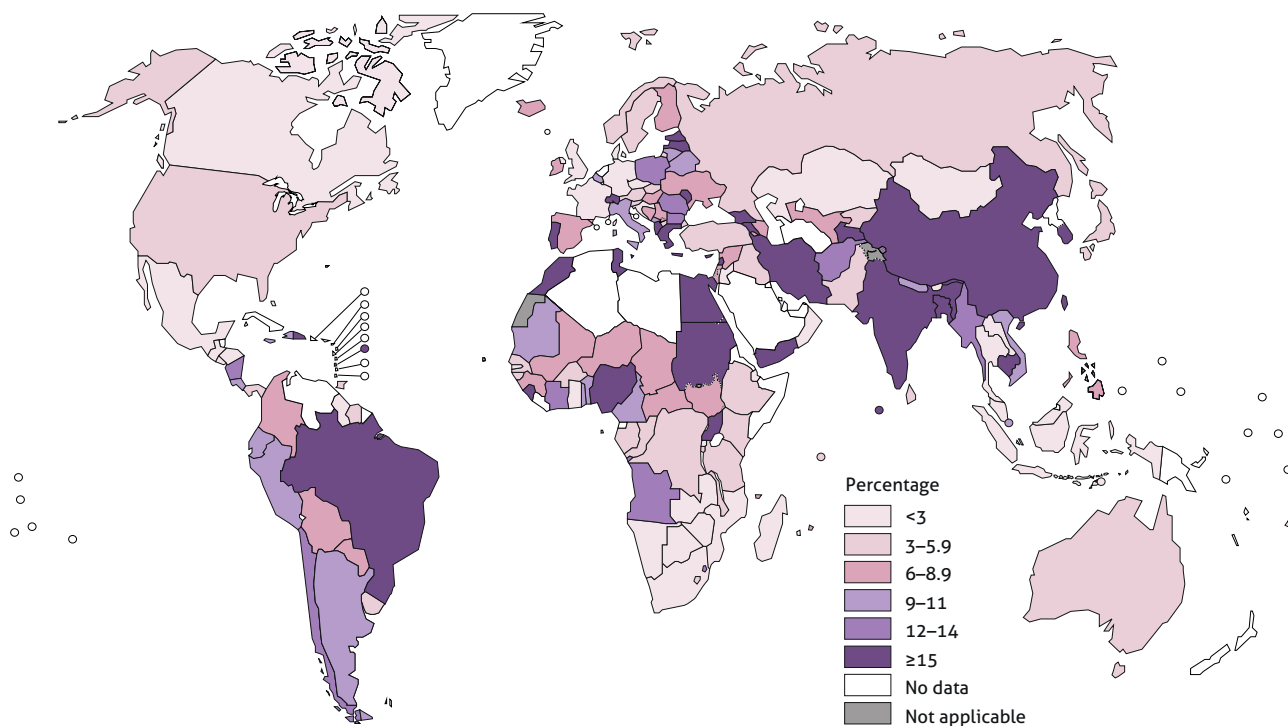 Percentage
<3
3–5.9
6–8.9
9–11
12–14
≥15
No data
Not applicable